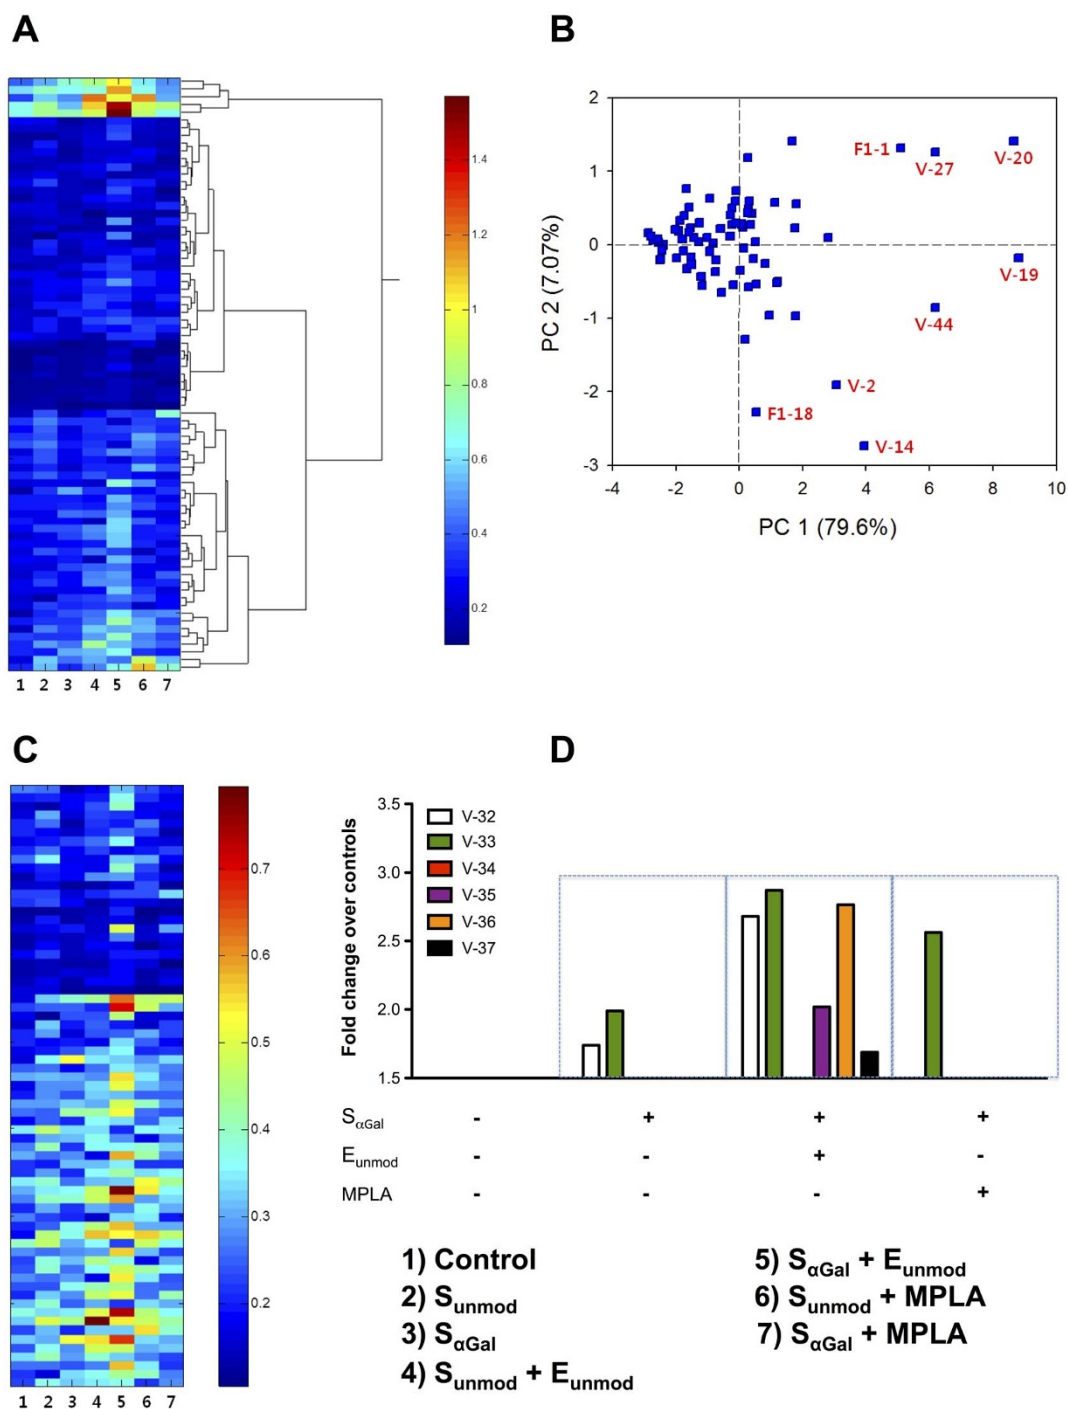 A
1.4
1.2
1
0.8
0.6
0.4
0.2
1 2 3 4 5 6 7
B
PC 2 (7.07%)
2
1
0
-1
-2
-3
F1-1
V-27
V-20
V-19
V-44
V-2
F1-18
V-14
-4 -2 0 2 4 6 8 10
PC 1 (79.6%)
C
0.7
0.6
0.5
0.4
0.3
0.2
1 2 3 4 5 6 7
D
Fold change over controls
3.5
3.0
2.5
2.0
1.5
V-32
V-33
V-34
V-35
V-36
V-37
SαGal - + + +
Eunmod - - + -
MPLA - - - +
1) Control
2) Sunmod
3) SαGal
4) Sunmod + Eunmod
5) SαGal + Eunmod
6) Sunmod + MPLA
7) SαGal + MPLA